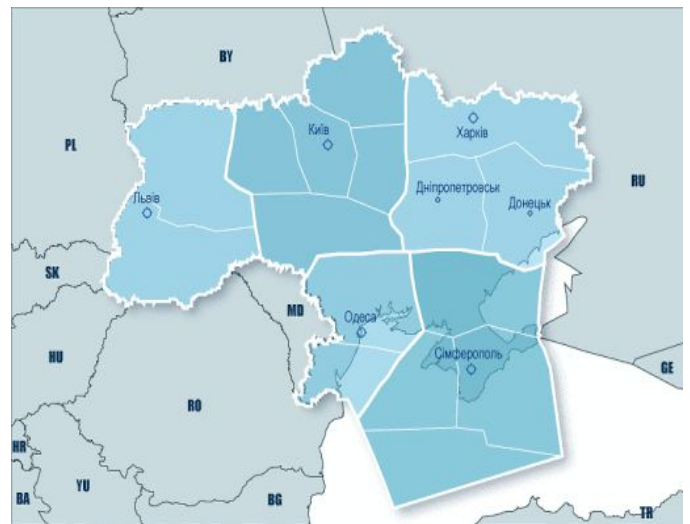 BY
Київ
Харків
PL
RU
Дніпропетровськ
Донецьк
Львів
SK
MD
Одеса
HU
Сімферополь
GE
RO
HR
YU
BA
BG
TR